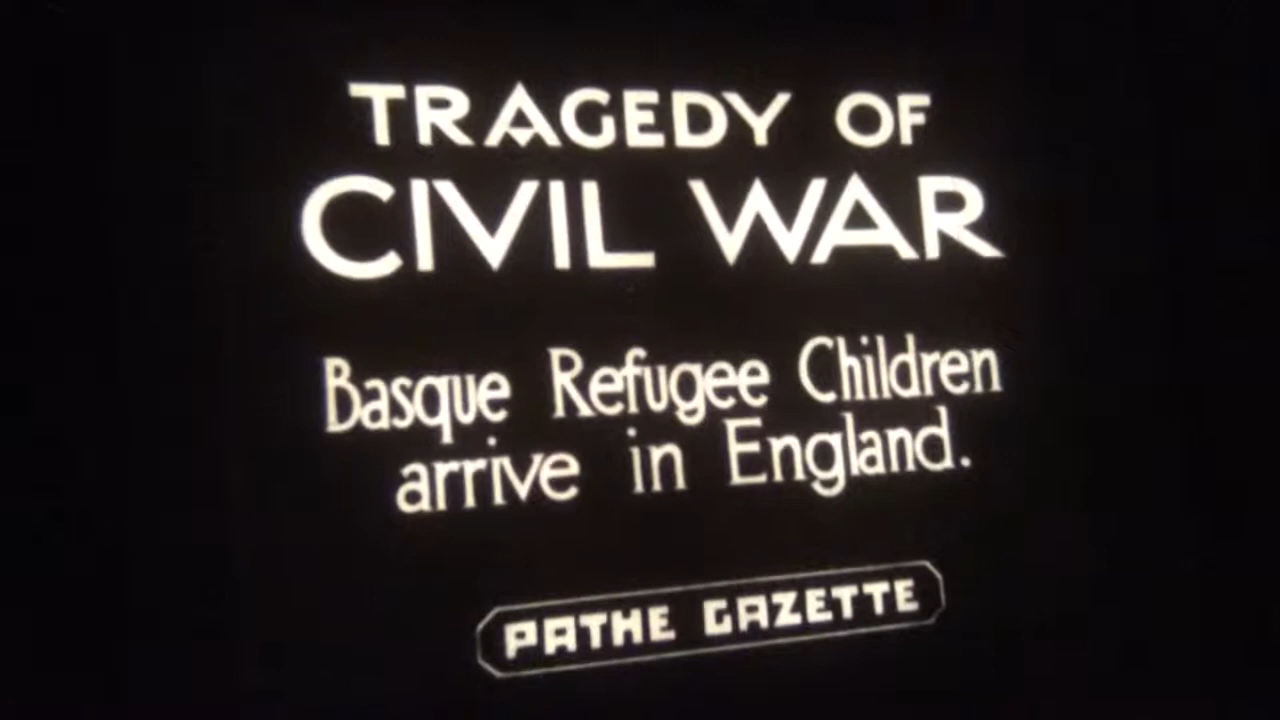 TRAGEDY OF
CIVIL WAR
Basque Refugee Children
arrive in England.
PATHE GAZETTE